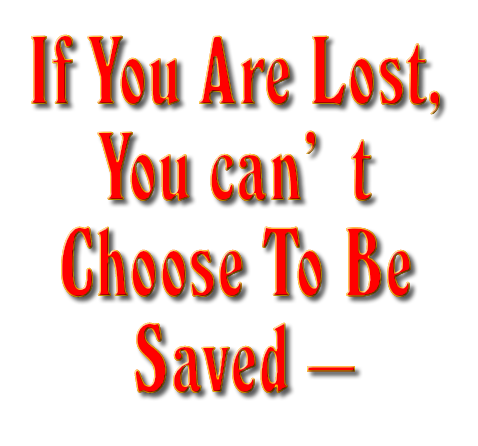 If You Are Lost,
You can’ t
Choose To Be
Saved –